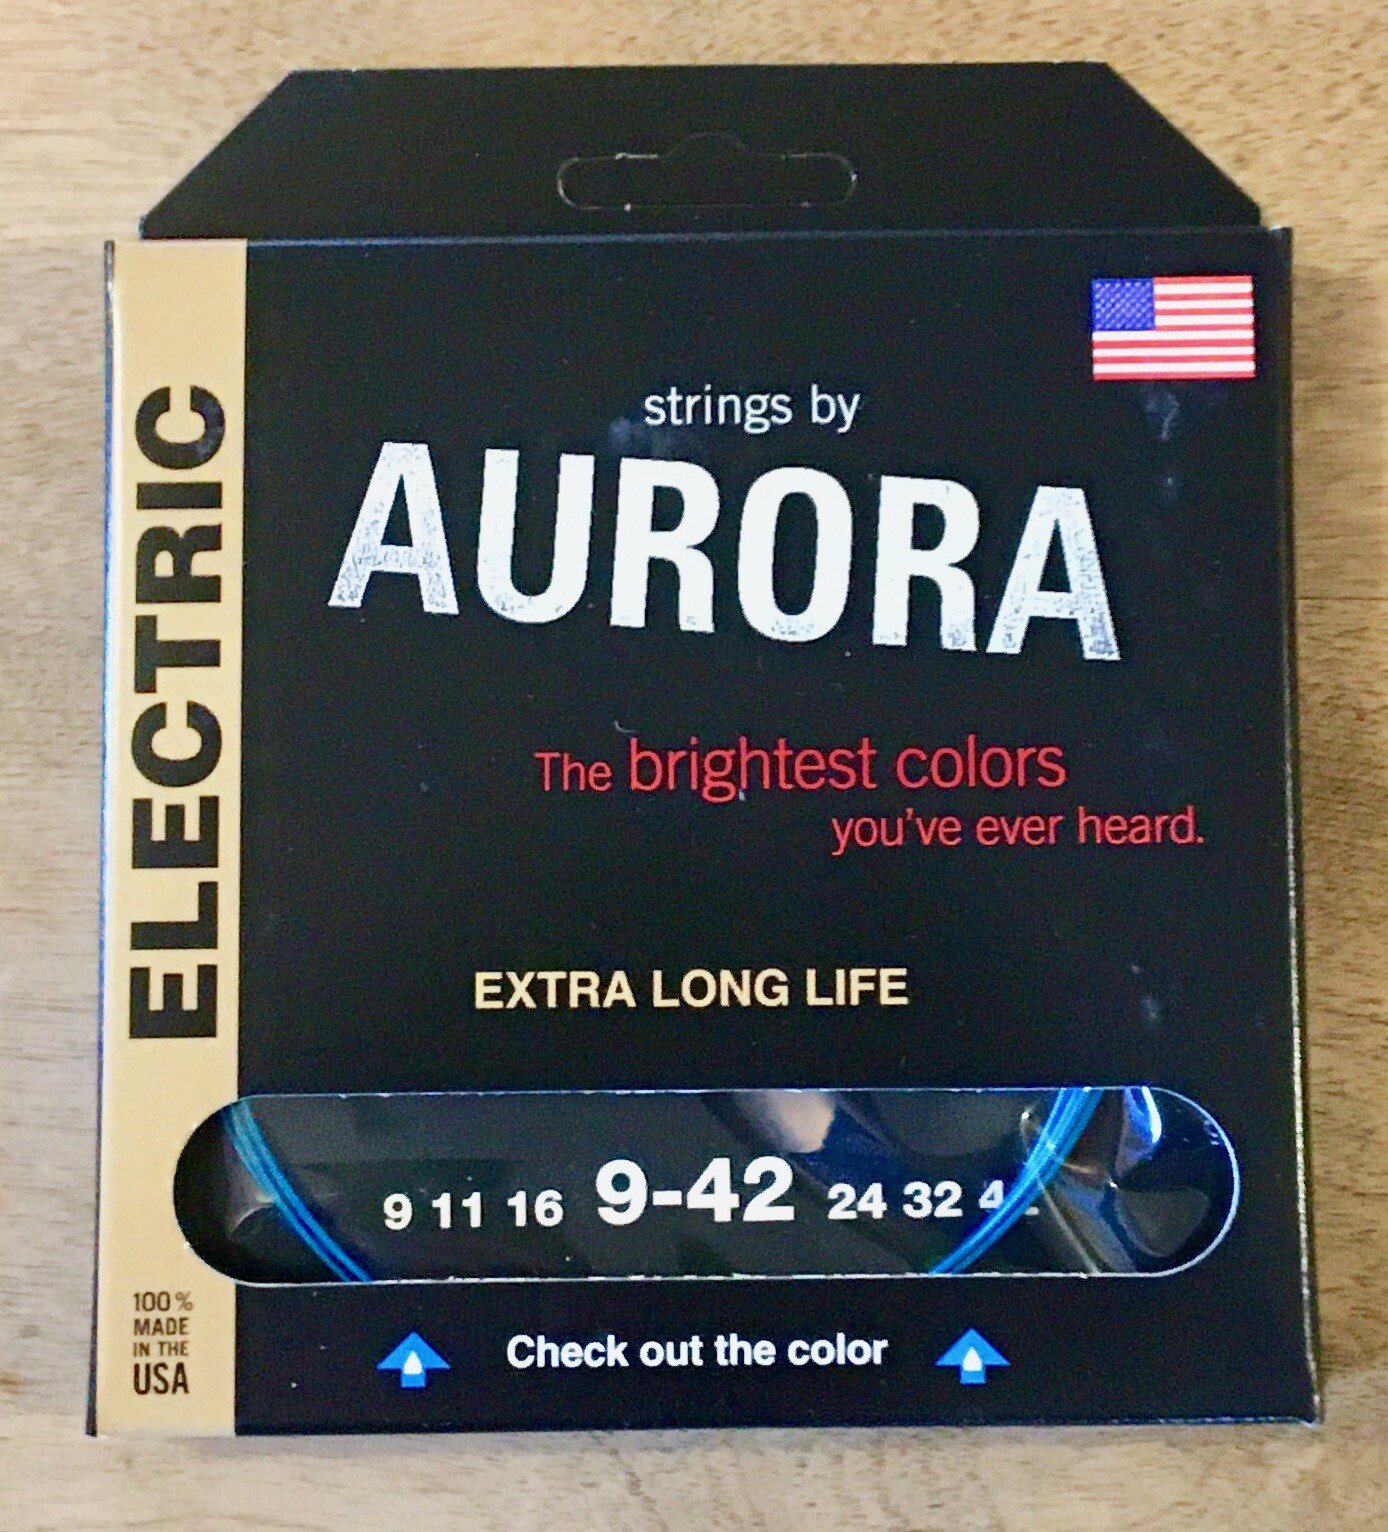 ELECTRIC
strings by
AURORA
The brightest colors
you've ever heard.
EXTRA LONG LIFE
9 11 16 9-42 24 32
100%
MADE
IN THE
USA
Check out the color